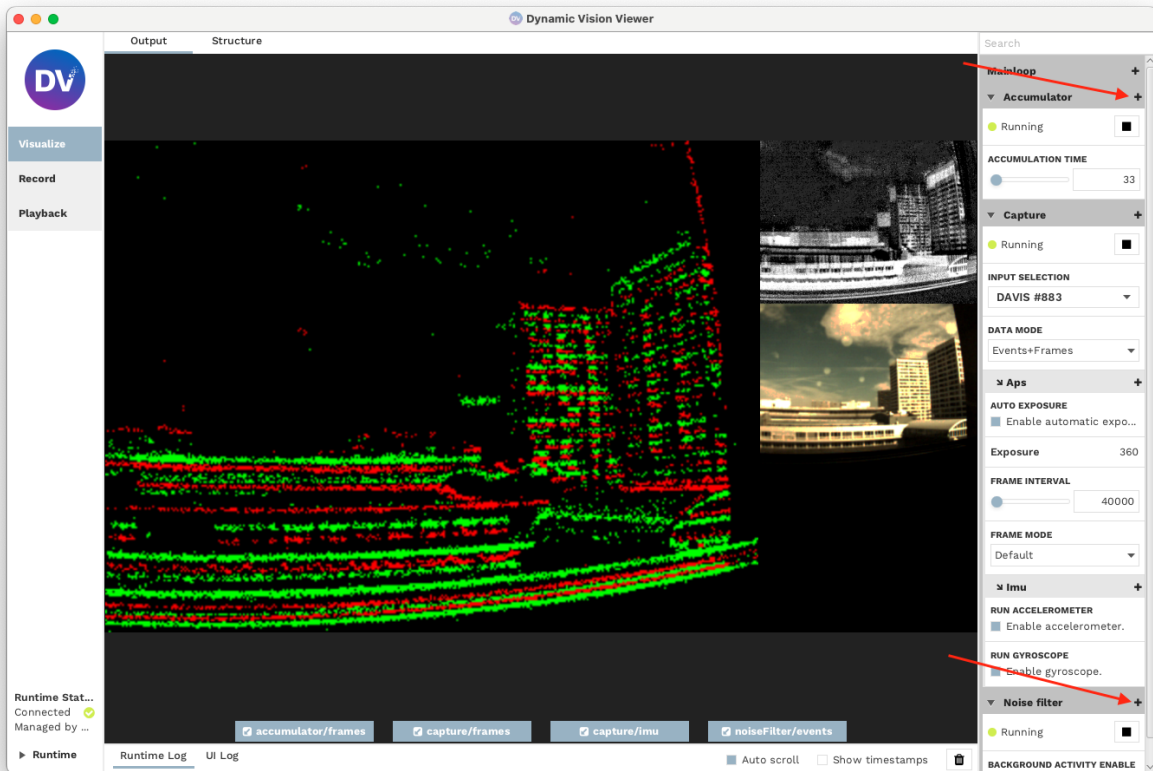 Dynamic Vision Viewer
DV
Visualize
Record
Playback
Runtime Stat...
Connected
Managed by ...
Runtime
Output
Structure
accumulator/frames
capture/frames
capture/imu
noiseFilter/events
Runtime Log
UI Log
Auto scroll
Show timestamps
Search
Mainloop +
Accumulator +
Running
ACCUMULATION TIME
33
Capture +
Running
INPUT SELECTION
DAVIS #883
DATA MODE
Events+Frames
Aps +
AUTO EXPOSURE
Enable automatic expo...
Exposure 360
FRAME INTERVAL
40000
FRAME MODE
Default
Imu +
RUN ACCELEROMETER
Enable accelerometer.
RUN GYROSCOPE
Enable gyroscope.
Noise filter +
Running
BACKGROUND ACTIVITY ENABLE